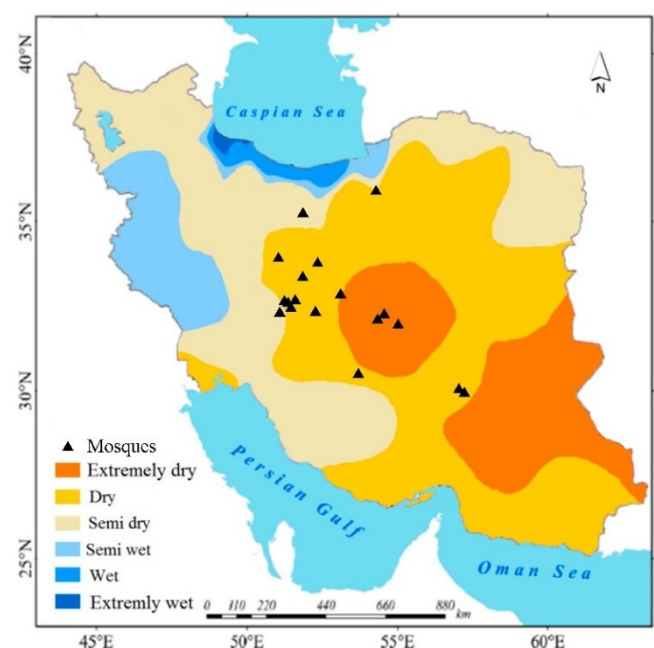 40°N
35°N
30°N
25°N
Caspian Sea
N
Persian Gulf
Oman Sea
Mosqucs
Extremely dry
Dry
Semi dry
Semi wet
Wet
Extremly wet
0 110 220 440 660 880
km
45°E 50°E 55°E 60°E